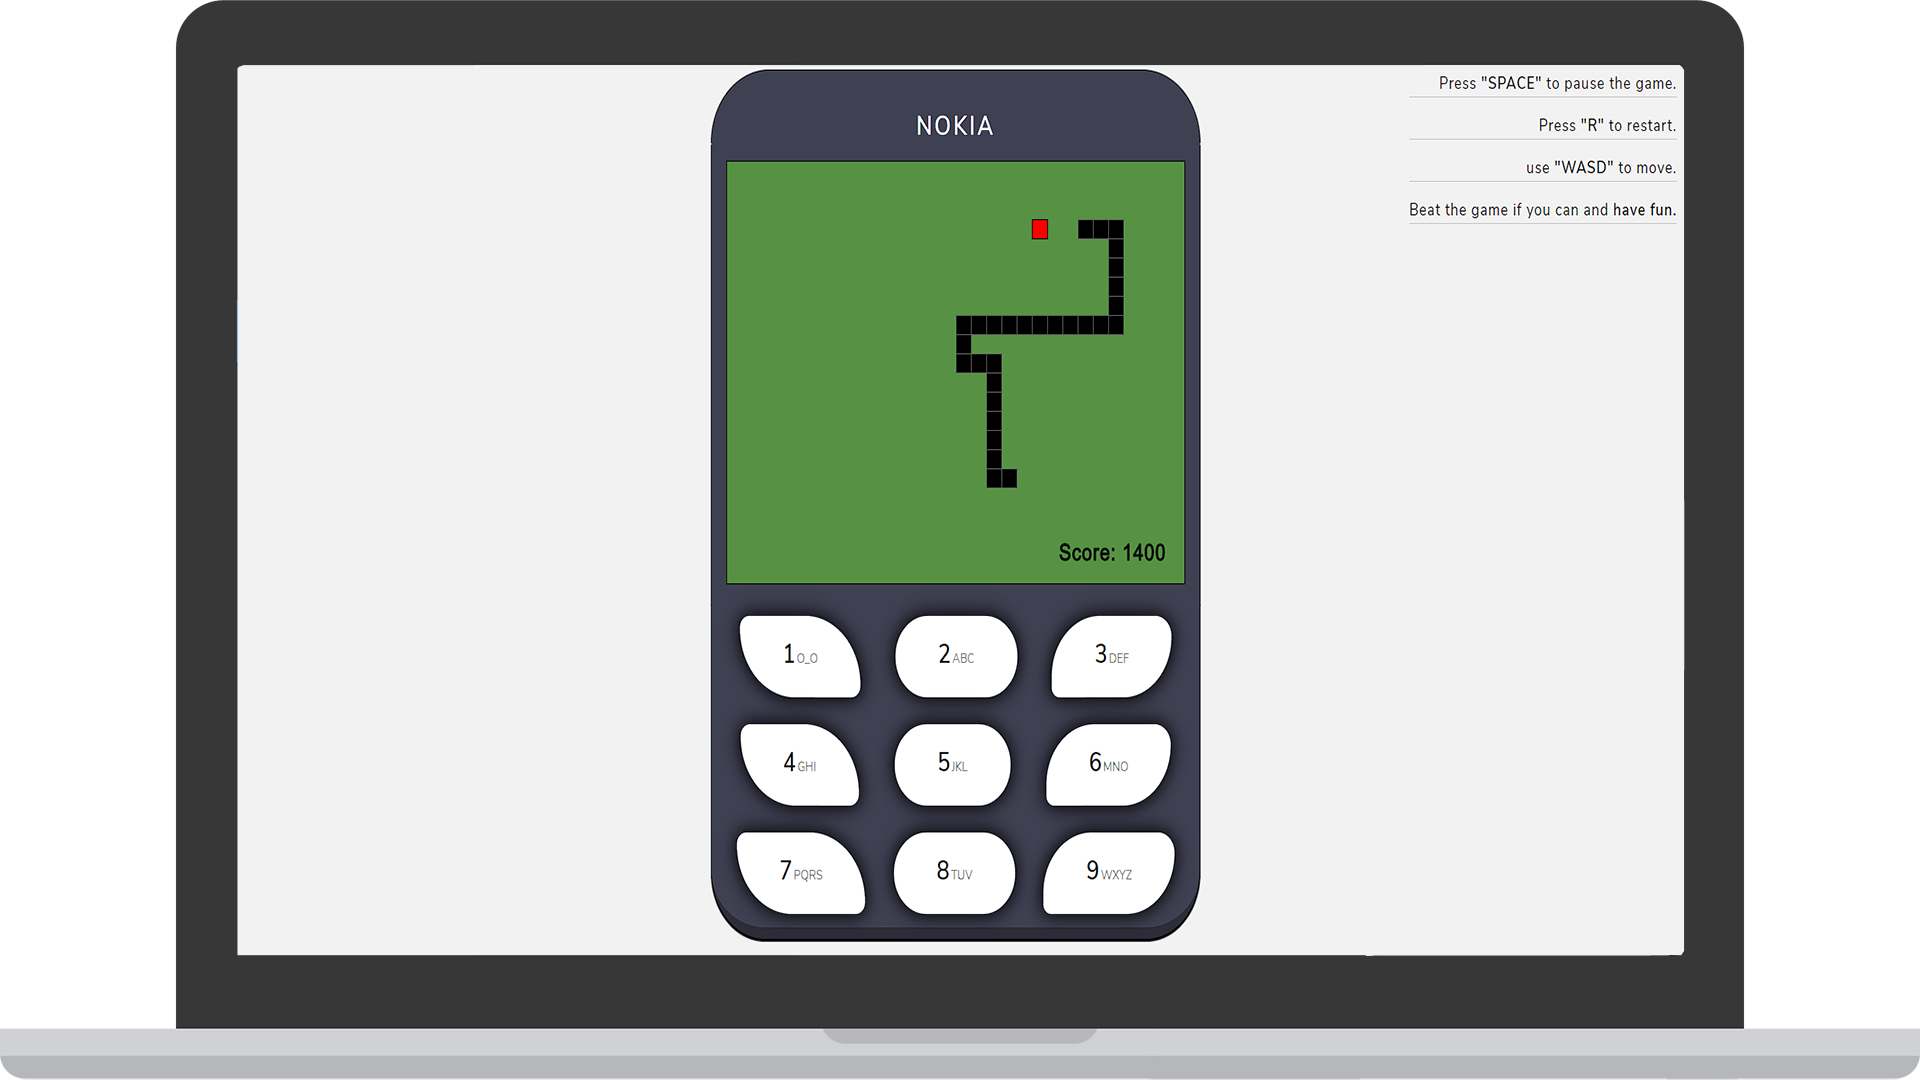 NOKIA
Press "SPACE" to pause the game.
Press "R" to restart.
use "WASD" to move.
Beat the game if you can and have fun.
Score: 1400
1 O_O
2 ABC
3 DEF
4 GHI
5 JKL
6 MNO
7 PQRS
8 TUV
9 WXYZ